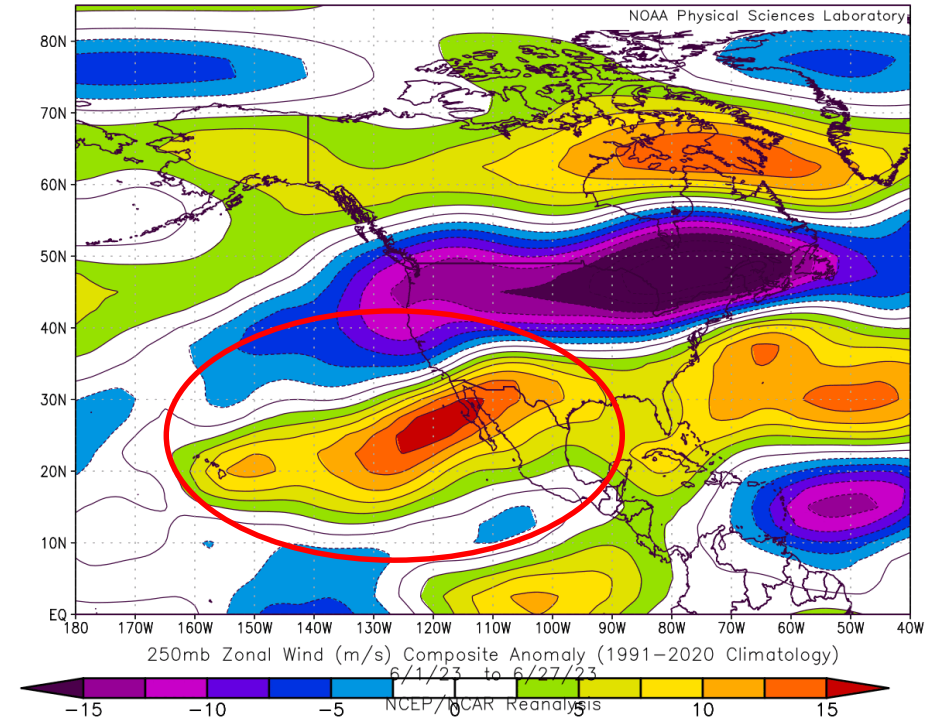 NOAA Physical Sciences Laboratory
80N
70N
60N
50N
40N
30N
20N
10N
EQ
180 170W 160W 150W 140W 130W 120W 110W 100W 90W 80W 70W 60W 50W 40W
250mb Zonal Wind (m/s) Composite Anomaly (1991-2020 Climatology)
6/1/23 to 6/27/23
-15 -10 -5 0 5 10 15
NCEP/NCAR Reanalysis